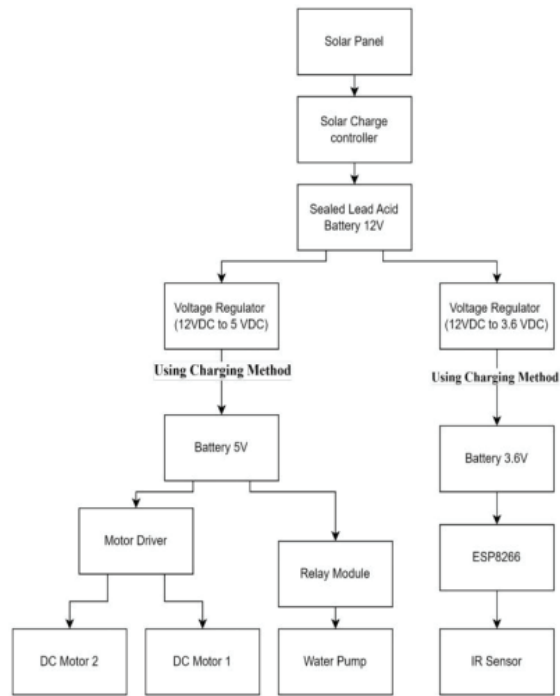 Solar Panel
Solar Charge
controller
Sealed Lead Acid
Battery 12V
Voltage Regulator
(12VDC to 5 VDC)
Voltage Regulator
(12VDC to 3.6 VDC)
Using Charging Method
Using Charging Method
Battery 5V
Battery 3.6V
Motor Driver
Relay Module
ESP8266
DC Motor 2
DC Motor 1
Water Pump
IR Sensor